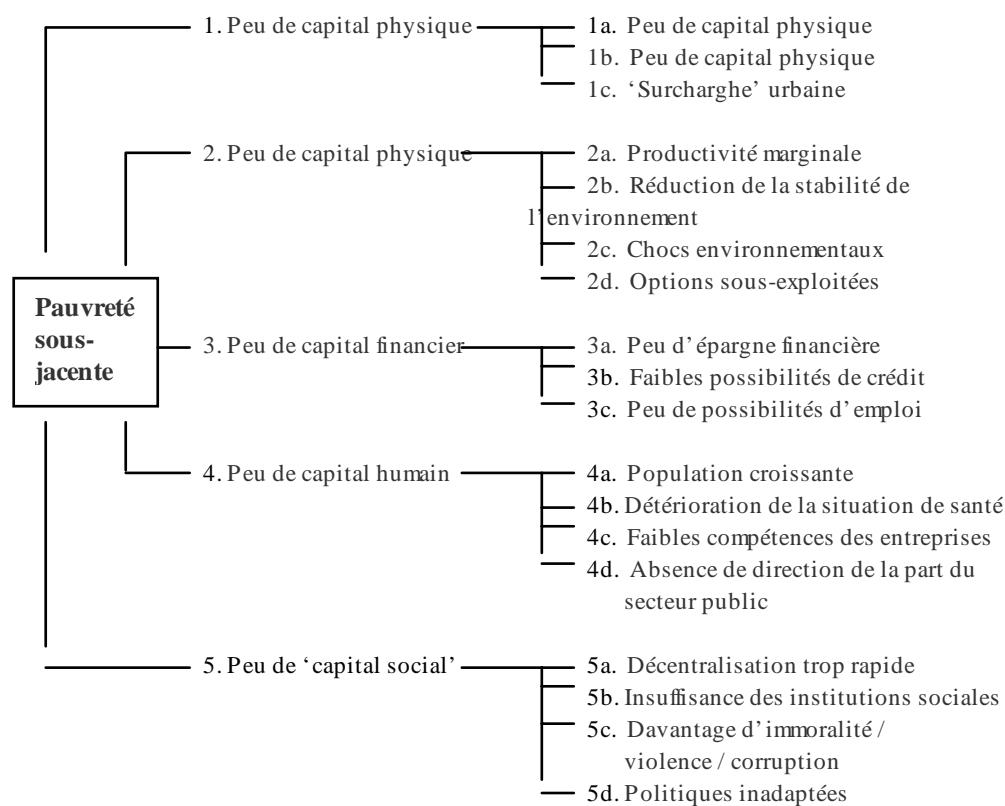 1. Peu de capital physique
1a. Peu de capital physique
1b. Peu de capital physique
1c. ‘Surcharghe’ urbaine
2. Peu de capital physique
2a. Productivité marginale
2b. Réduction de la stabilité de
l’environnement
2c. Chocs environnementaux
2d. Options sous-exploitées
Pauvreté
sous-
jacente
3. Peu de capital financier
3a. Peu d’épargne financière
3b. Faibles possibilités de crédit
3c. Peu de possibilités d’emploi
4. Peu de capital humain
4a. Population croissante
4b. Détérioration de la situation de santé
4c. Faibles compétences des entreprises
4d. Absence de direction de la part du
secteur public
5. Peu de ‘capital social’
5a. Décentralisation trop rapide
5b. Insuffisance des institutions sociales
5c. Davantage d’immoralité /
violence / corruption
5d. Politiques inadaptées